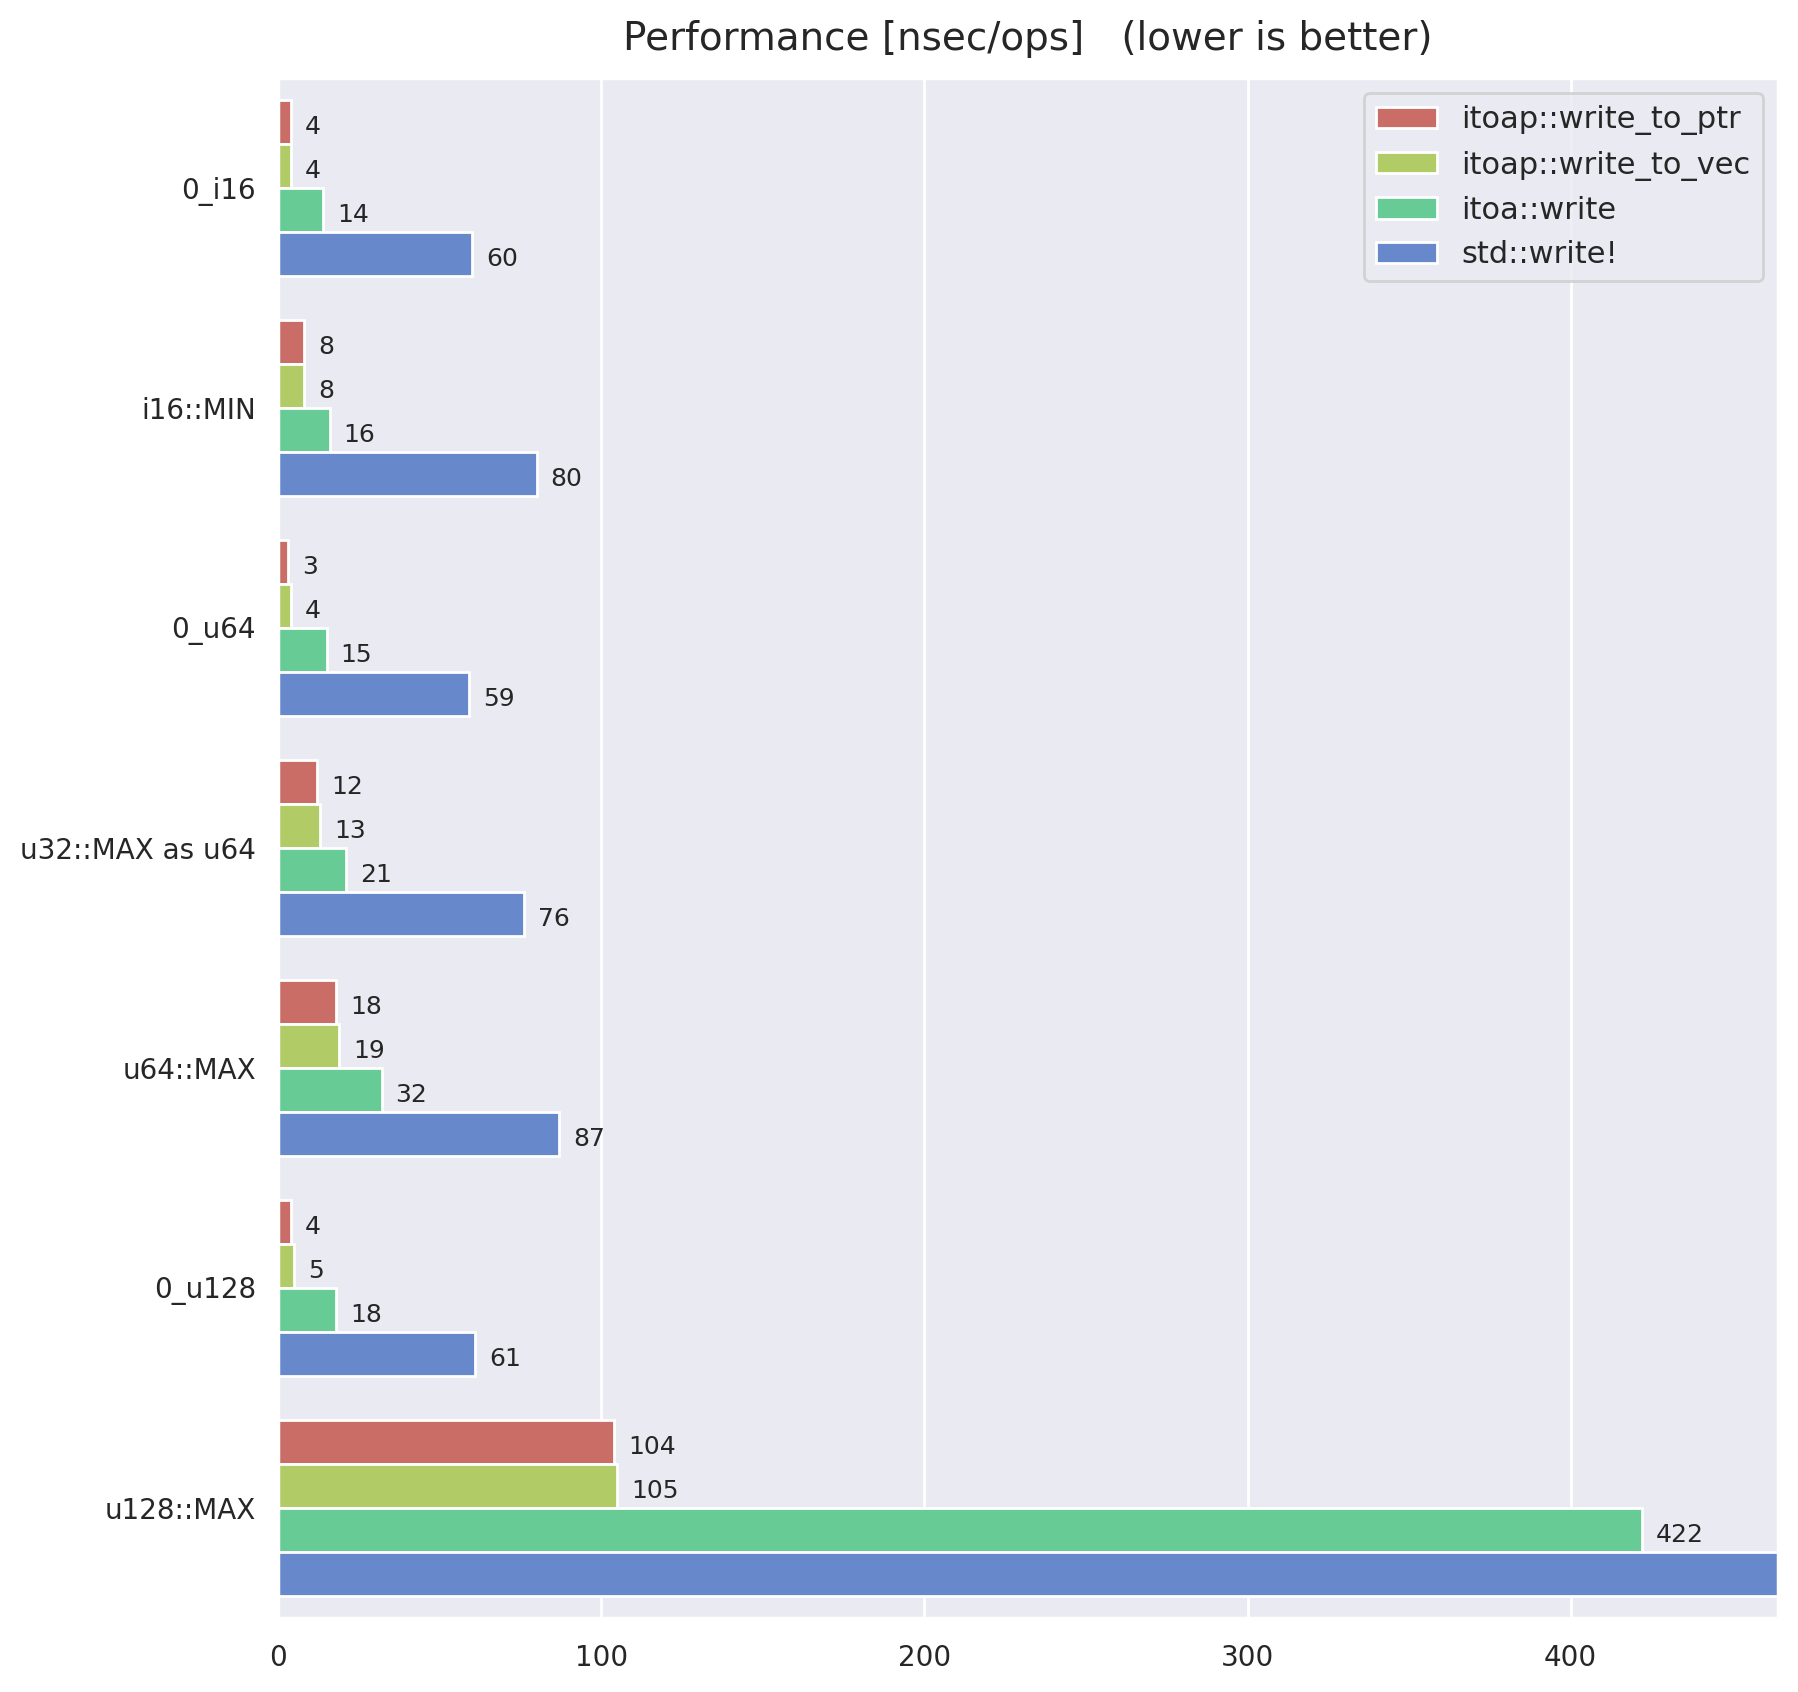 Performance [nsec/ops]   (lower is better)
itoap::write_to_ptr
itoap::write_to_vec
itoa::write
std::write!
0_i16
4
4
14
60
i16::MIN
8
8
16
80
0_u64
3
4
15
59
u32::MAX as u64
12
13
21
76
u64::MAX
18
19
32
87
0_u128
4
5
18
61
u128::MAX
104
105
422
0 100 200 300 400